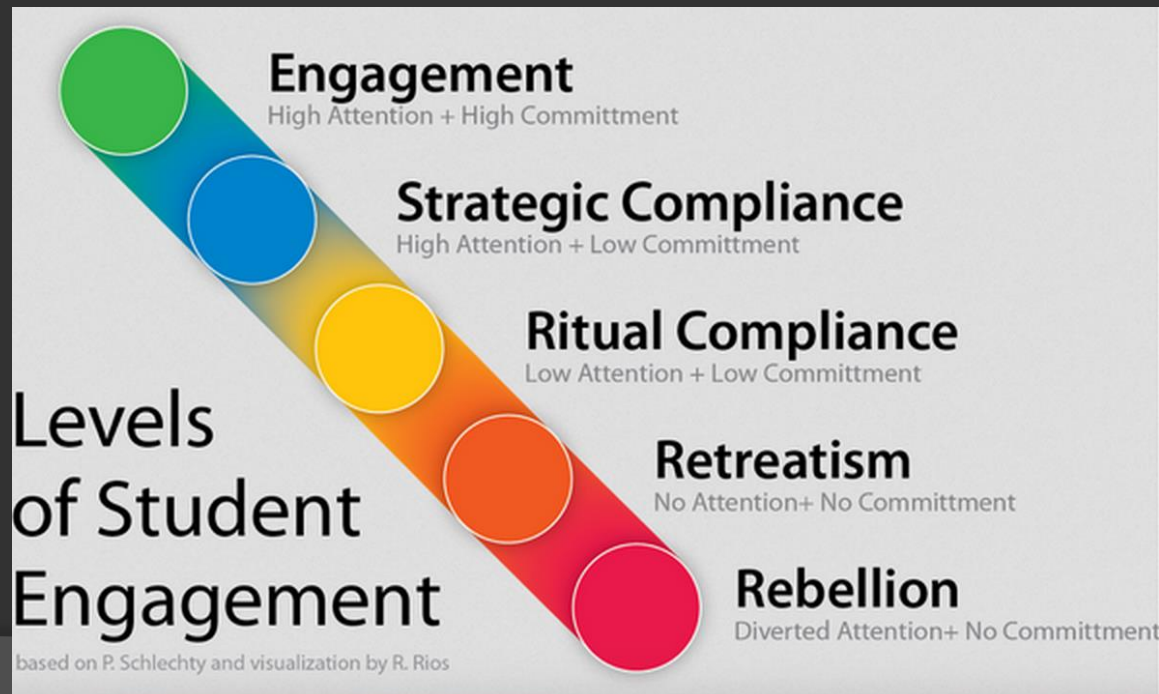 Engagement
High Attention + High Committment
Strategic Compliance
High Attention + Low Committment
Ritual Compliance
Low Attention + Low Committment
Retreatism
No Attention+ No Committment
Rebellion
Diverted Attention+ No Committment
Levels
of Student
Engagement
based on P. Schlechty and visualization by R. Rios